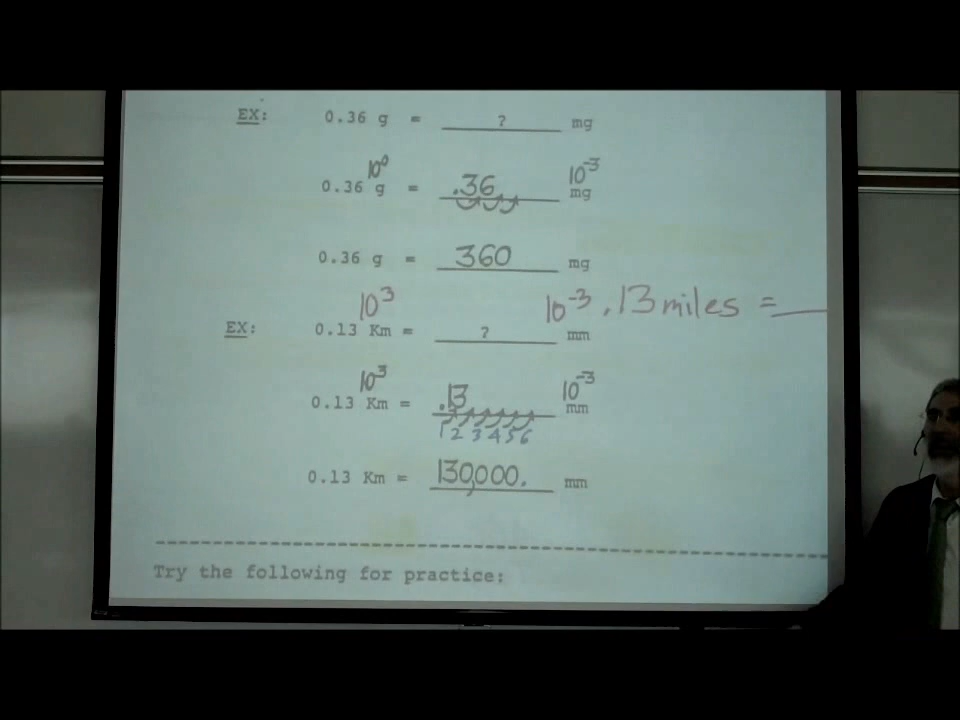 EX: 0.36 g = ? mg
10⁰ 10⁻³
0.36 g = .36 mg
0.36 g = 360 mg
10³ 10⁻³ .13 miles = __
EX: 0.13 Km = ? mm
10³ 10⁻³
0.13 Km = .13 mm
1 2 3 4 5 6
0.13 Km = 130,000. mm
Try the following for practice: